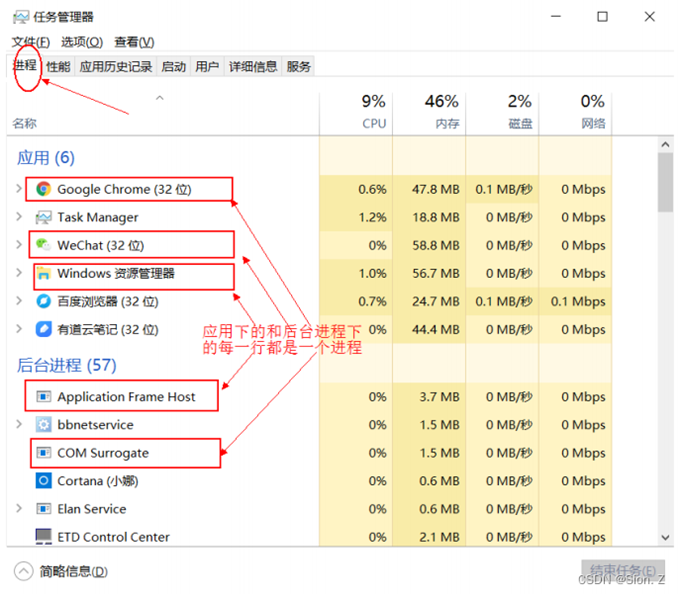 任务管理器
文件(F) 选项(O) 查看(V)
进程 性能 应用历史记录 启动 用户 详细信息 服务
9% 46% 2% 0%
名称 CPU 内存 磁盘 网络
应用 (6)
Google Chrome (32 位) 0.6% 47.8 MB 0.1 MB/秒 0 Mbps
Task Manager 1.2% 18.8 MB 0 MB/秒 0 Mbps
WeChat (32 位) 0% 58.8 MB 0 MB/秒 0 Mbps
Windows 资源管理器 1.0% 56.7 MB 0 MB/秒 0 Mbps
百度浏览器 (32 位) 0.7% 24.7 MB 0.1 MB/秒 0.1 Mbps
有道云笔记 (32 位) 0% 44.4 MB 0 MB/秒 0 Mbps
应用下的和后台进程下
的每一行都是一个进程
后台进程 (57)
Application Frame Host 0% 3.7 MB 0 MB/秒 0 Mbps
bbnetservice 0% 1.5 MB 0 MB/秒 0 Mbps
COM Surrogate 0% 1.5 MB 0 MB/秒 0 Mbps
Cortana (小娜) 0% 0.6 MB 0 MB/秒 0 Mbps
Elan Service 0% 0.6 MB 0 MB/秒 0 Mbps
ETD Control Center 0% 2.1 MB 0 MB/秒 0 Mbps
简略信息(D) 结束任务(E)
CSDN @Sion. Z